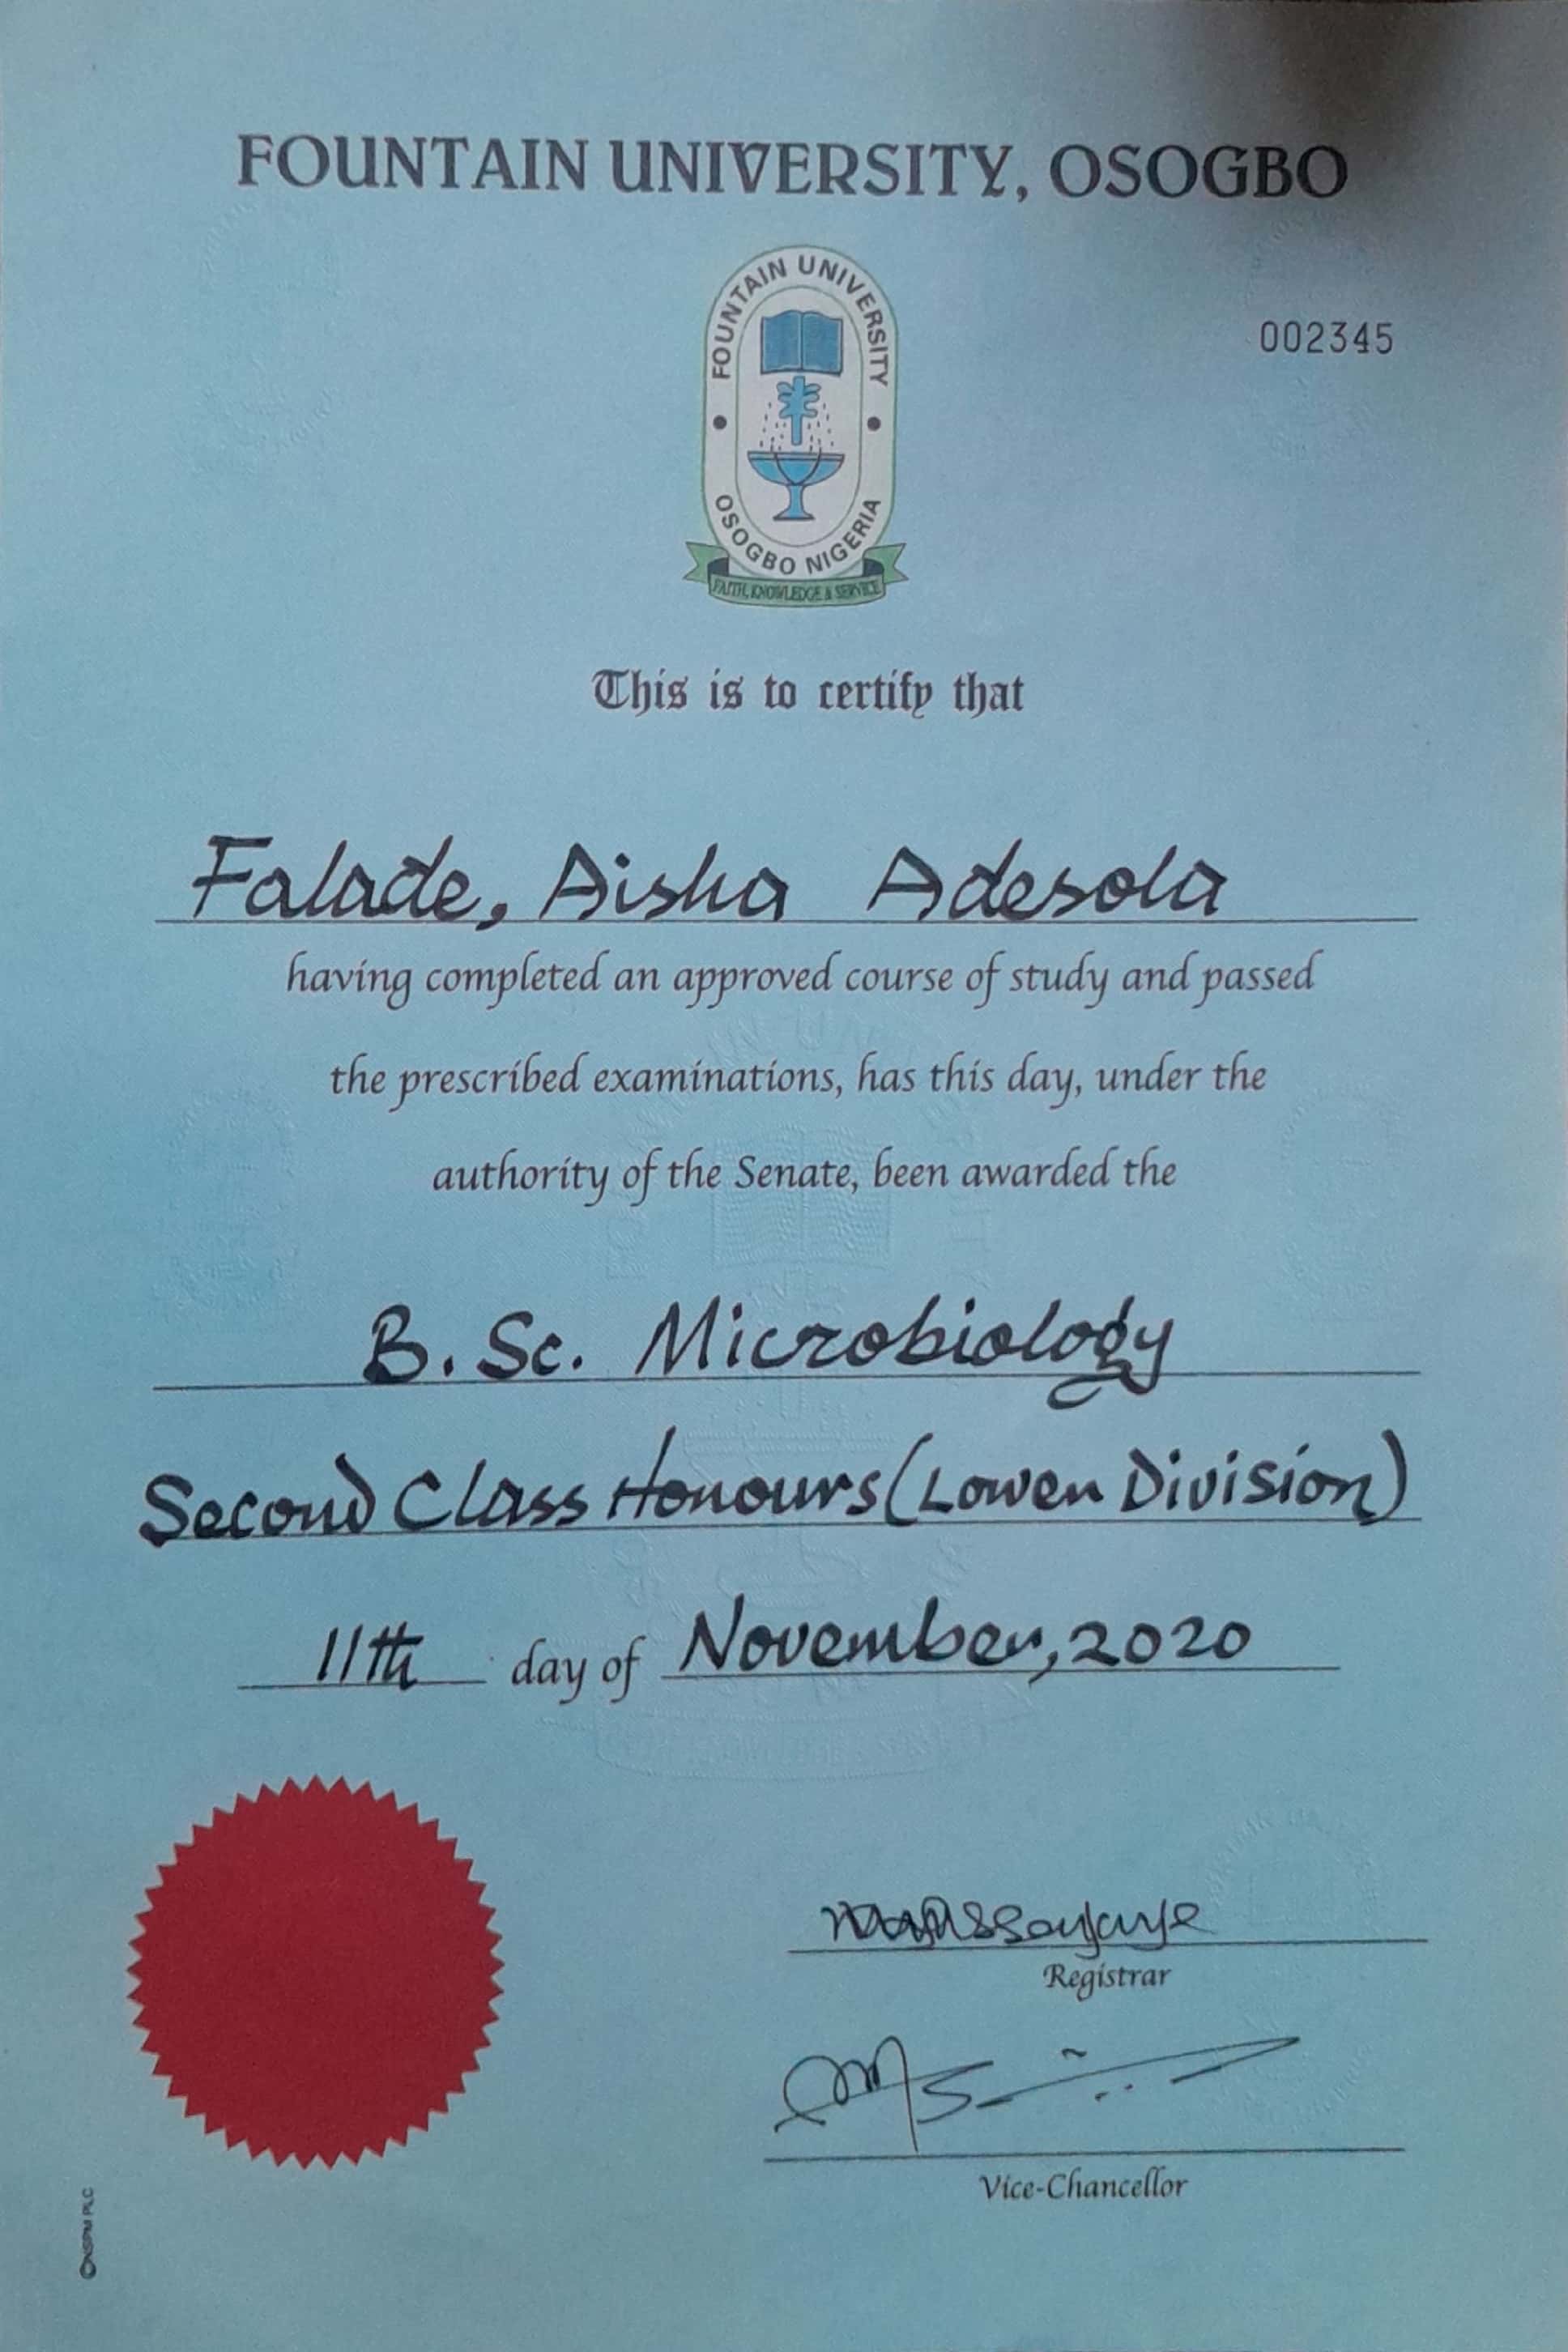 FOUNTAIN UNIVERSITY, OSOGBO
FOUNTAIN UNIVERSITY
OSOGBO NIGERIA
FAITH, KNOWLEDGE & SERVICE
002345
This is to certify that
Falade, Aisha Adesola
having completed an approved course of study and passed
the prescribed examinations, has this day, under the
authority of the Senate, been awarded the
B. Sc. Microbiology
Second Class Honours (Lower Division)
11th day of November, 2020
Registrar
Vice-Chancellor
©NSPM PLC